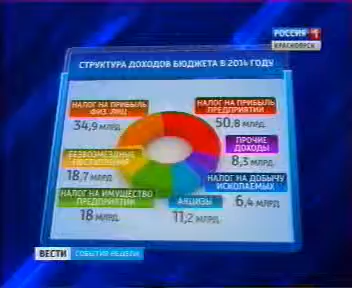 РОССИЯ 1
КРАСНОЯРСК
СТРУКТУРА ДОХОДОВ БЮДЖЕТА В 2014 ГОДУ
НАЛОГ НА ПРИБЫЛЬ
ФИЗ. ЛИЦ
34,9 МЛРД.
НАЛОГ НА ПРИБЫЛЬ
ПРЕДПРИЯТИЙ
50,8 МЛРД.
БЕЗВОЗМЕЗДНЫЕ
ПОСТУПЛЕНИЯ
18,7 МЛРД.
ПРОЧИЕ
ДОХОДЫ
8,3 МЛРД.
НАЛОГ НА ИМУЩЕСТВО
ПРЕДПРИЯТИЙ
18 МЛРД.
АКЦИЗЫ
11,2 МЛРД.
НАЛОГ НА ДОБЫЧУ
ИСКОПАЕМЫХ
6,4 МЛРД.
ВЕСТИ СОБЫТИЯ НЕДЕЛИ